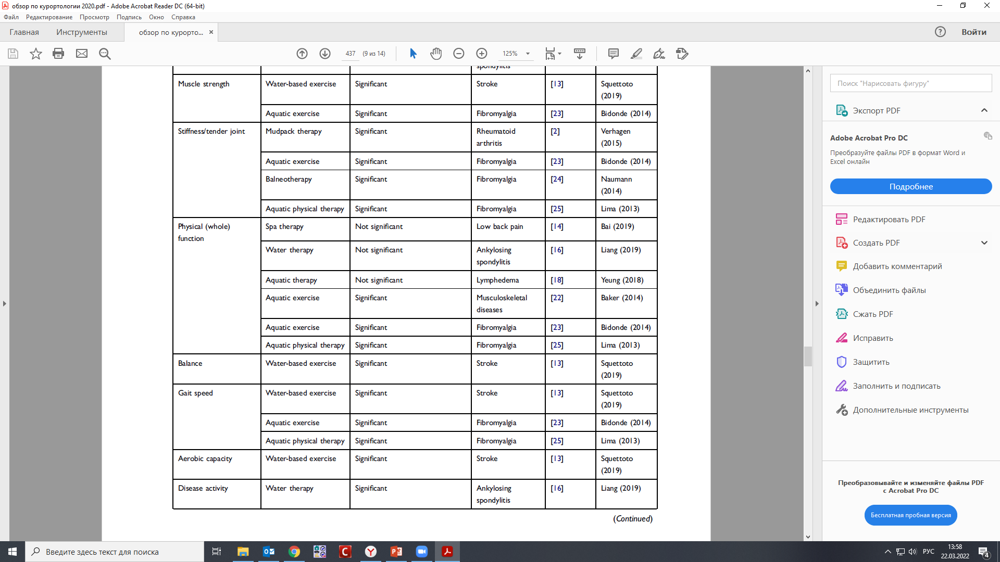 обзор по курортологии 2020.pdf - Adobe Acrobat Reader DC (64-bit)
Файл Редактирование Просмотр Подпись Окно Справка
Главная Инструменты обзор по курорто... × Войти
437 (9 из 14) 125%
spondylitis
Muscle strength Water-based exercise Significant Stroke [13] Squettoto
(2019)
Aquatic exercise Significant Fibromyalgia [23] Bidonde (2014)
Stiffness/tender joint Mudpack therapy Significant Rheumatoid [2] Verhagen
arthritis (2015)
Aquatic exercise Significant Fibromyalgia [23] Bidonde (2014)
Balneotherapy Significant Fibromyalgia [24] Naumann
(2014)
Aquatic physical therapy Significant Fibromyalgia [25] Lima (2013)
Physical (whole) Spa therapy Not significant Low back pain [14] Bai (2019)
function
Water therapy Not significant Ankylosing [16] Liang (2019)
spondylitis
Aquatic therapy Not significant Lymphedema [18] Yeung (2018)
Aquatic exercise Significant Musculoskeletal [22] Baker (2014)
diseases
Aquatic exercise Significant Fibromyalgia [23] Bidonde (2014)
Aquatic physical therapy Significant Fibromyalgia [25] Lima (2013)
Balance Water-based exercise Significant Stroke [13] Squettoto
(2019)
Gait speed Water-based exercise Significant Stroke [13] Squettoto
(2019)
Aquatic exercise Significant Fibromyalgia [23] Bidonde (2014)
Aquatic physical therapy Significant Fibromyalgia [25] Lima (2013)
Aerobic capacity Water-based exercise Significant Stroke [13] Squettoto
(2019)
Disease activity Water therapy Significant Ankylosing [16] Liang (2019)
spondylitis
(Continued)
Поиск "Нарисовать фигуру"
Экспорт PDF
Adobe Acrobat Pro DC
Преобразуйте файлы PDF в формат Word и
Excel онлайн
Подробнее
Редактировать PDF
Создать PDF
Добавить комментарий
Объединить файлы
Сжать PDF
Исправить
Защитить
Заполнить и подписать
Дополнительные инструменты
Преобразовывайте и изменяйте файлы PDF
с Acrobat Pro DC
Бесплатная пробная версия
Введите здесь текст для поиска
РУС
13:58
22.03.2022
4